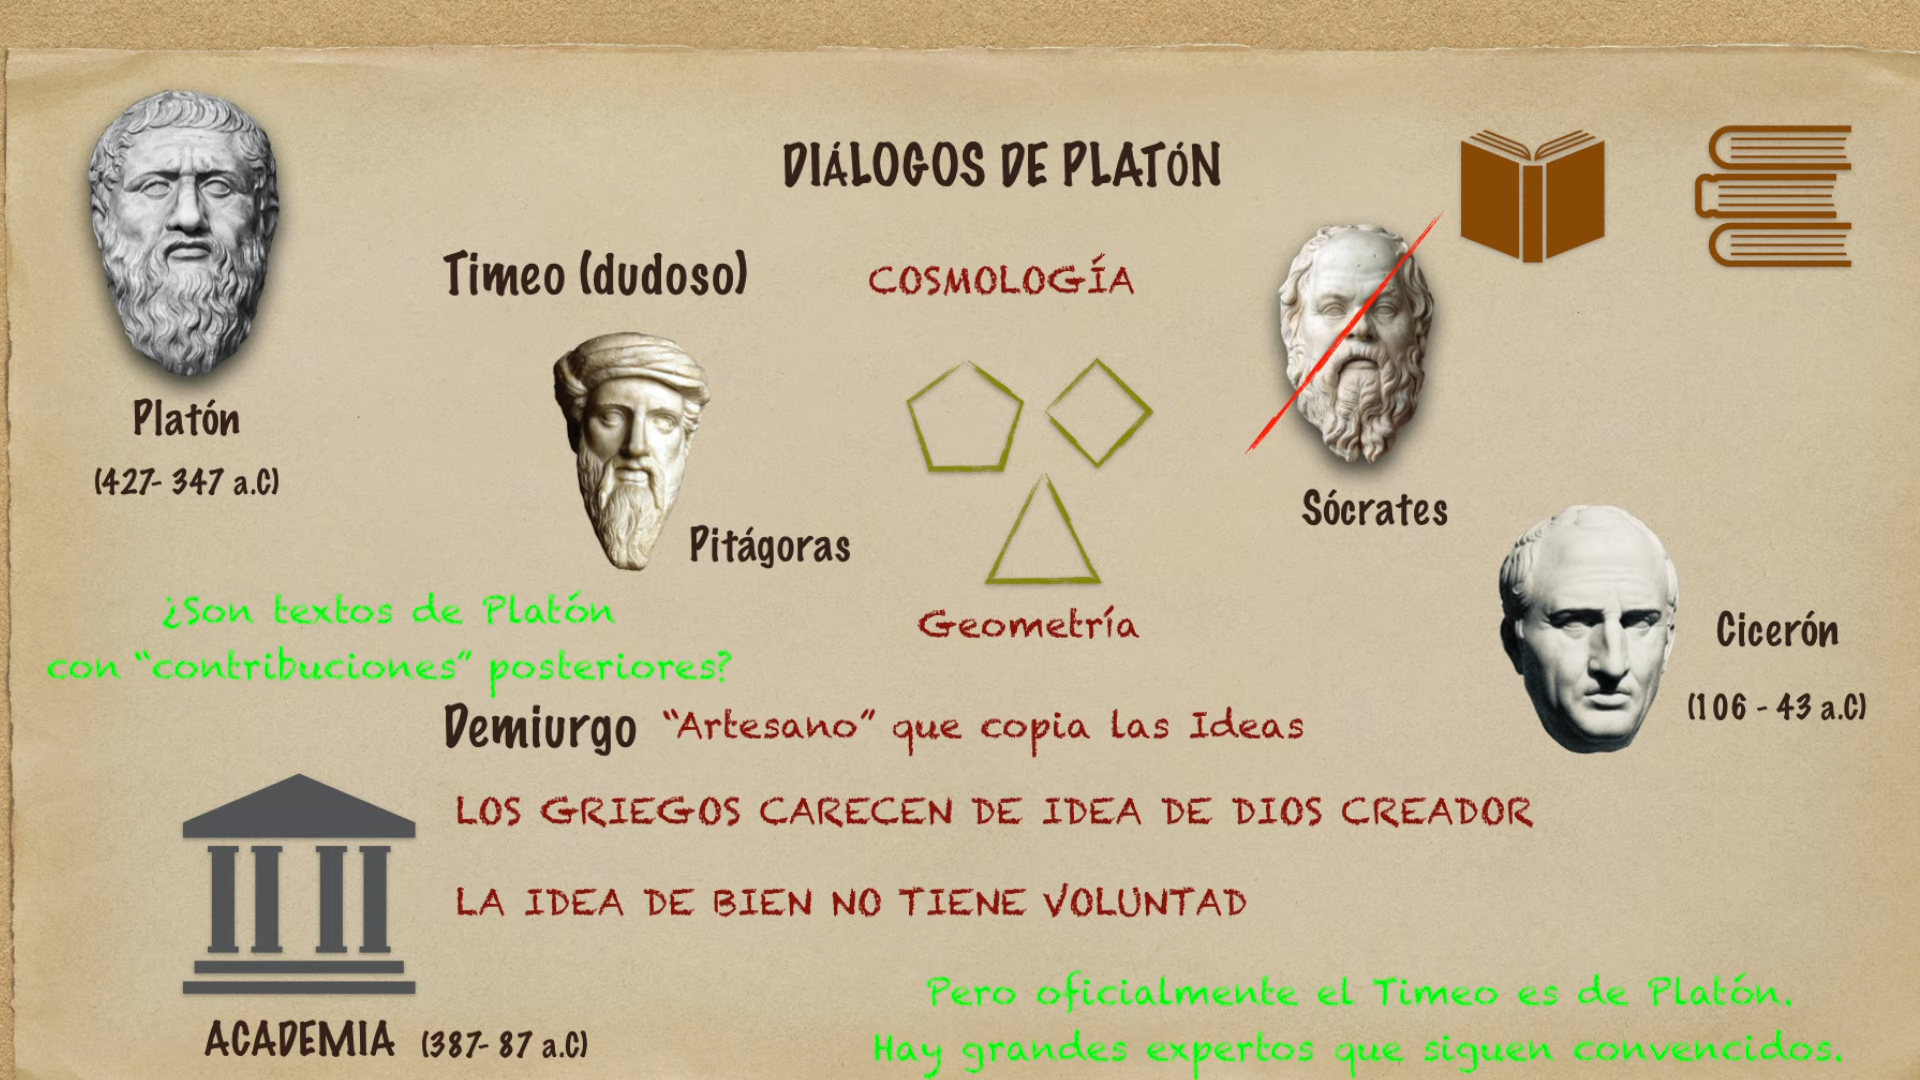 DIÁLOGOS DE PLATÓN
Timeo (dudoso)
COSMOLOGÍA
Platón
(427- 347 a.C)
Sócrates
Pitágoras
¿Son textos de Platón
con “contribuciones” posteriores?
Geometría
Cicerón
(106 - 43 a.C)
Demiurgo “Artesano” que copia las Ideas
LOS GRIEGOS CARECEN DE IDEA DE DIOS CREADOR
LA IDEA DE BIEN NO TIENE VOLUNTAD
Pero oficialmente el Timeo es de Platón.
Hay grandes expertos que siguen convencidos.
ACADEMIA (387- 87 a.C)